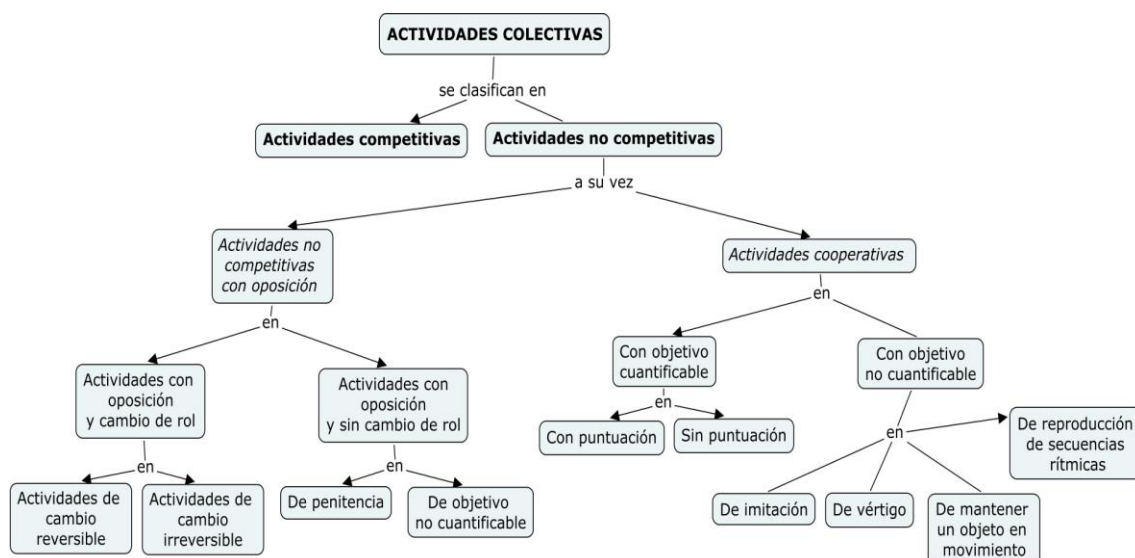 ACTIVIDADES COLECTIVAS
se clasifican en
Actividades competitivas
Actividades no competitivas
a su vez
Actividades no
competitivas
con oposición
Actividades cooperativas
en
en
Actividades con
oposición
y cambio de rol
Actividades con
oposición
y sin cambio de rol
Con objetivo
cuantificable
Con objetivo
no cuantificable
en
en
en
en
Actividades de
cambio
reversible
Actividades de
cambio
irreversible
De penitencia
De objetivo
no cuantificable
Con puntuación
Sin puntuación
De reproducción
de secuencias
rítmicas
De imitación
De vértigo
De mantener
un objeto en
movimiento